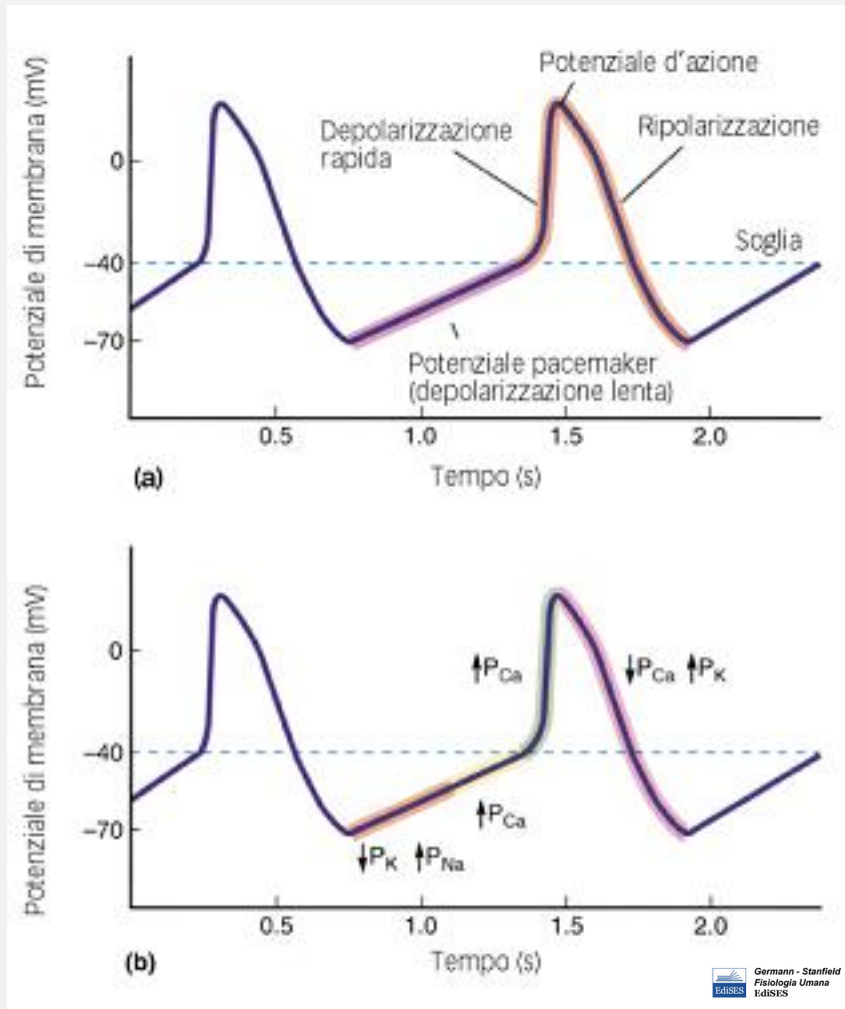 Potenziale di membrana (mV)
Potenziale d'azione
Depolarizzazione
rapida
Ripolarizzazione
Soglia
0
–40
–70
Potenziale pacemaker
(depolarizzazione lenta)
0.5
1.0
1.5
2.0
(a)
Tempo (s)
Potenziale di membrana (mV)
0
↑PCa
↓PCa ↑PK
–40
↑PCa
–70
↓PK ↑PNa
0.5
1.0
1.5
2.0
(b)
Tempo (s)
EdiSES
Germann - Stanfield
Fisiologia Umana
EdiSES